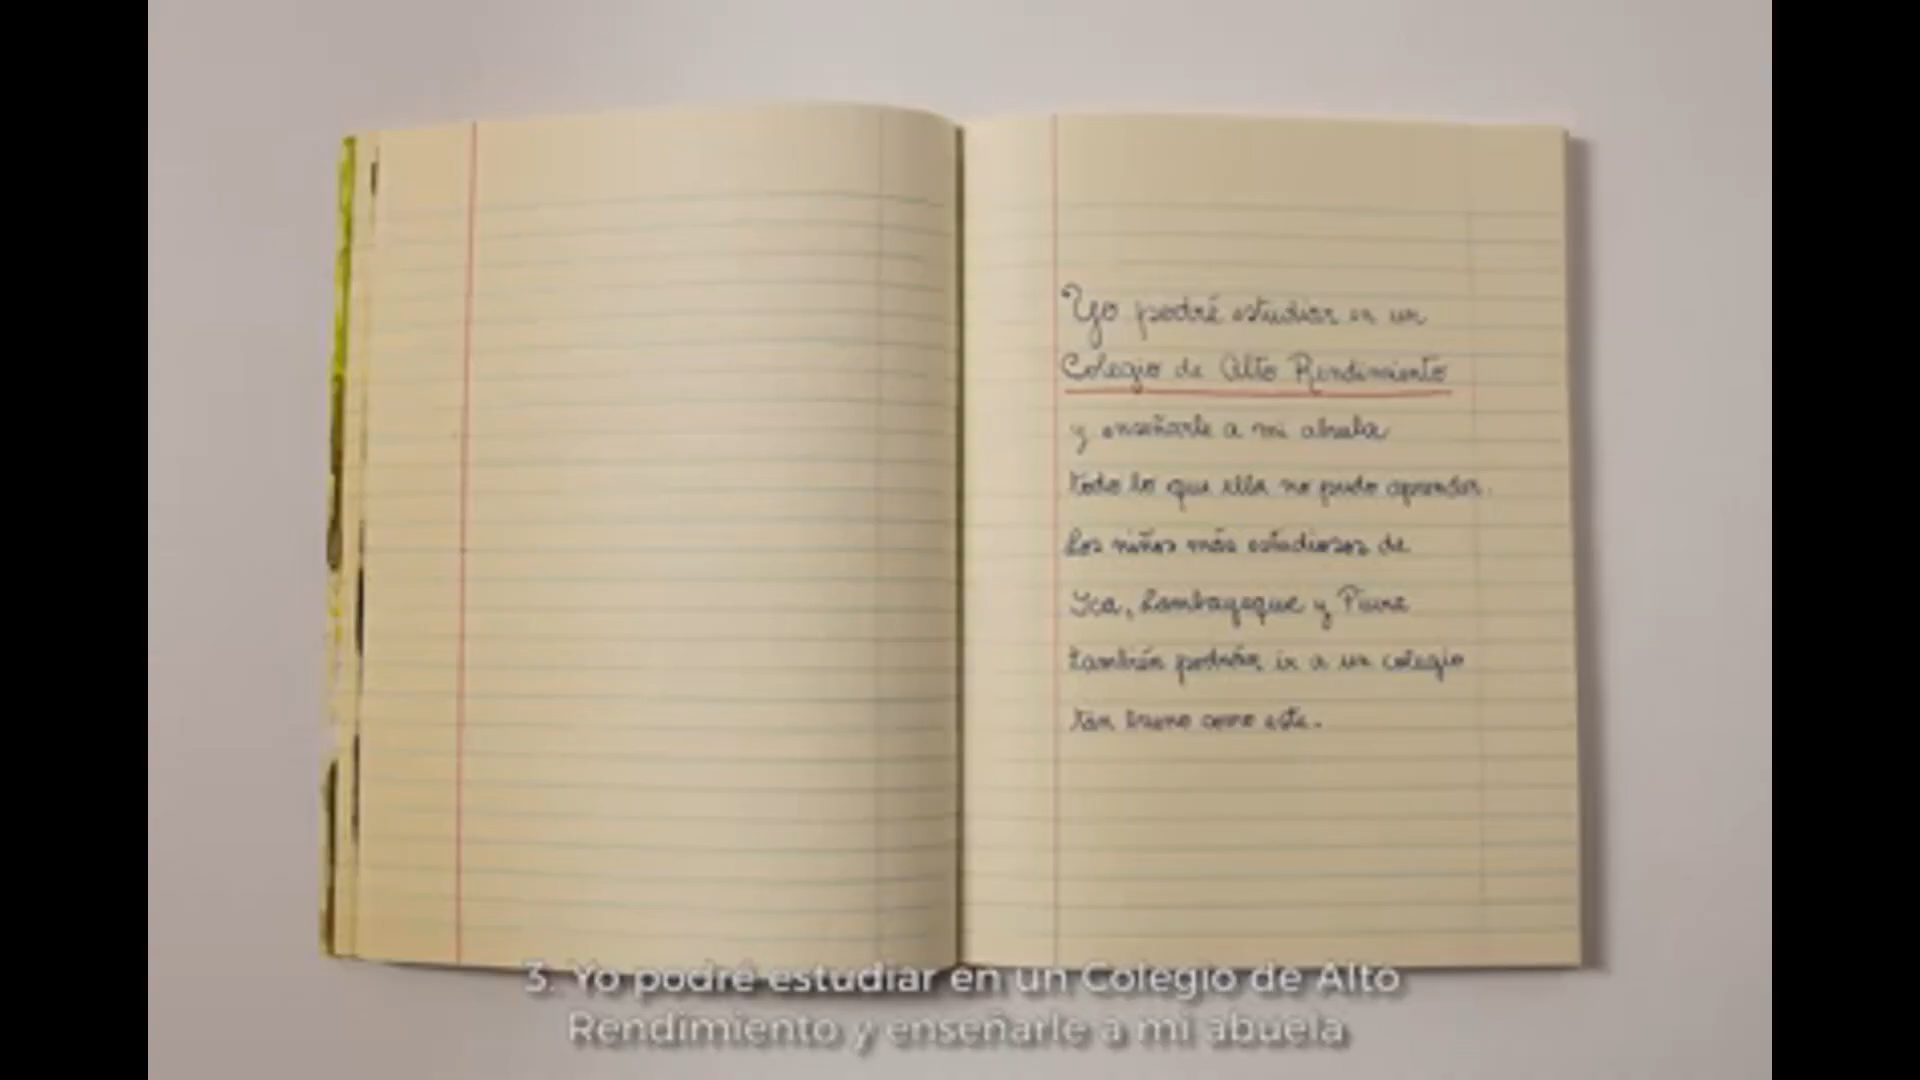 Yo podré estudiar en un
Colegio de Alto Rendimiento
y enseñarle a mi abuela
todo lo que ella no pudo aprender.
Los niños más estudiosos de
Ica, Lambayeque y Piura
también podrán ir a un colegio
tan bueno como este.
3. Yo podré estudiar en un Colegio de Alto
Rendimiento y enseñarle a mi abuela